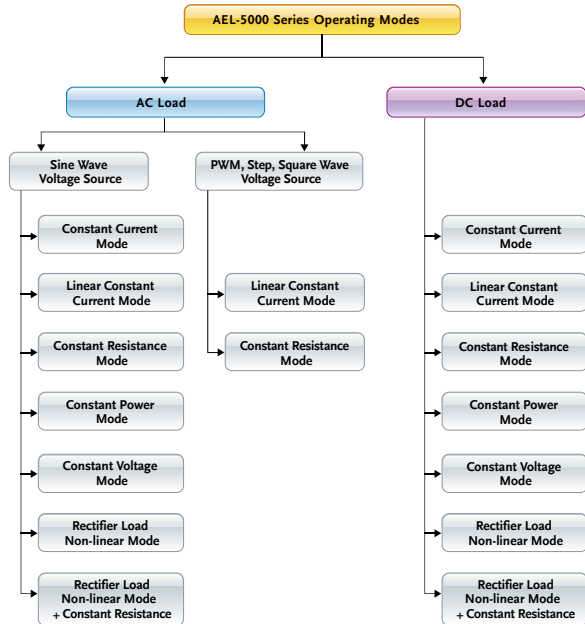 AEL-5000 Series Operating Modes
AC Load
DC Load
Sine Wave
Voltage Source
PWM, Step, Square Wave
Voltage Source
Constant Current
Mode
Linear Constant
Current Mode
Constant Resistance
Mode
Constant Power
Mode
Constant Voltage
Mode
Rectifier Load
Non-linear Mode
Rectifier Load
Non-linear Mode
+ Constant Resistance
Linear Constant
Current Mode
Constant Resistance
Mode
Constant Current
Mode
Linear Constant
Current Mode
Constant Resistance
Mode
Constant Power
Mode
Constant Voltage
Mode
Rectifier Load
Non-linear Mode
Rectifier Load
Non-linear Mode
+ Constant Resistance